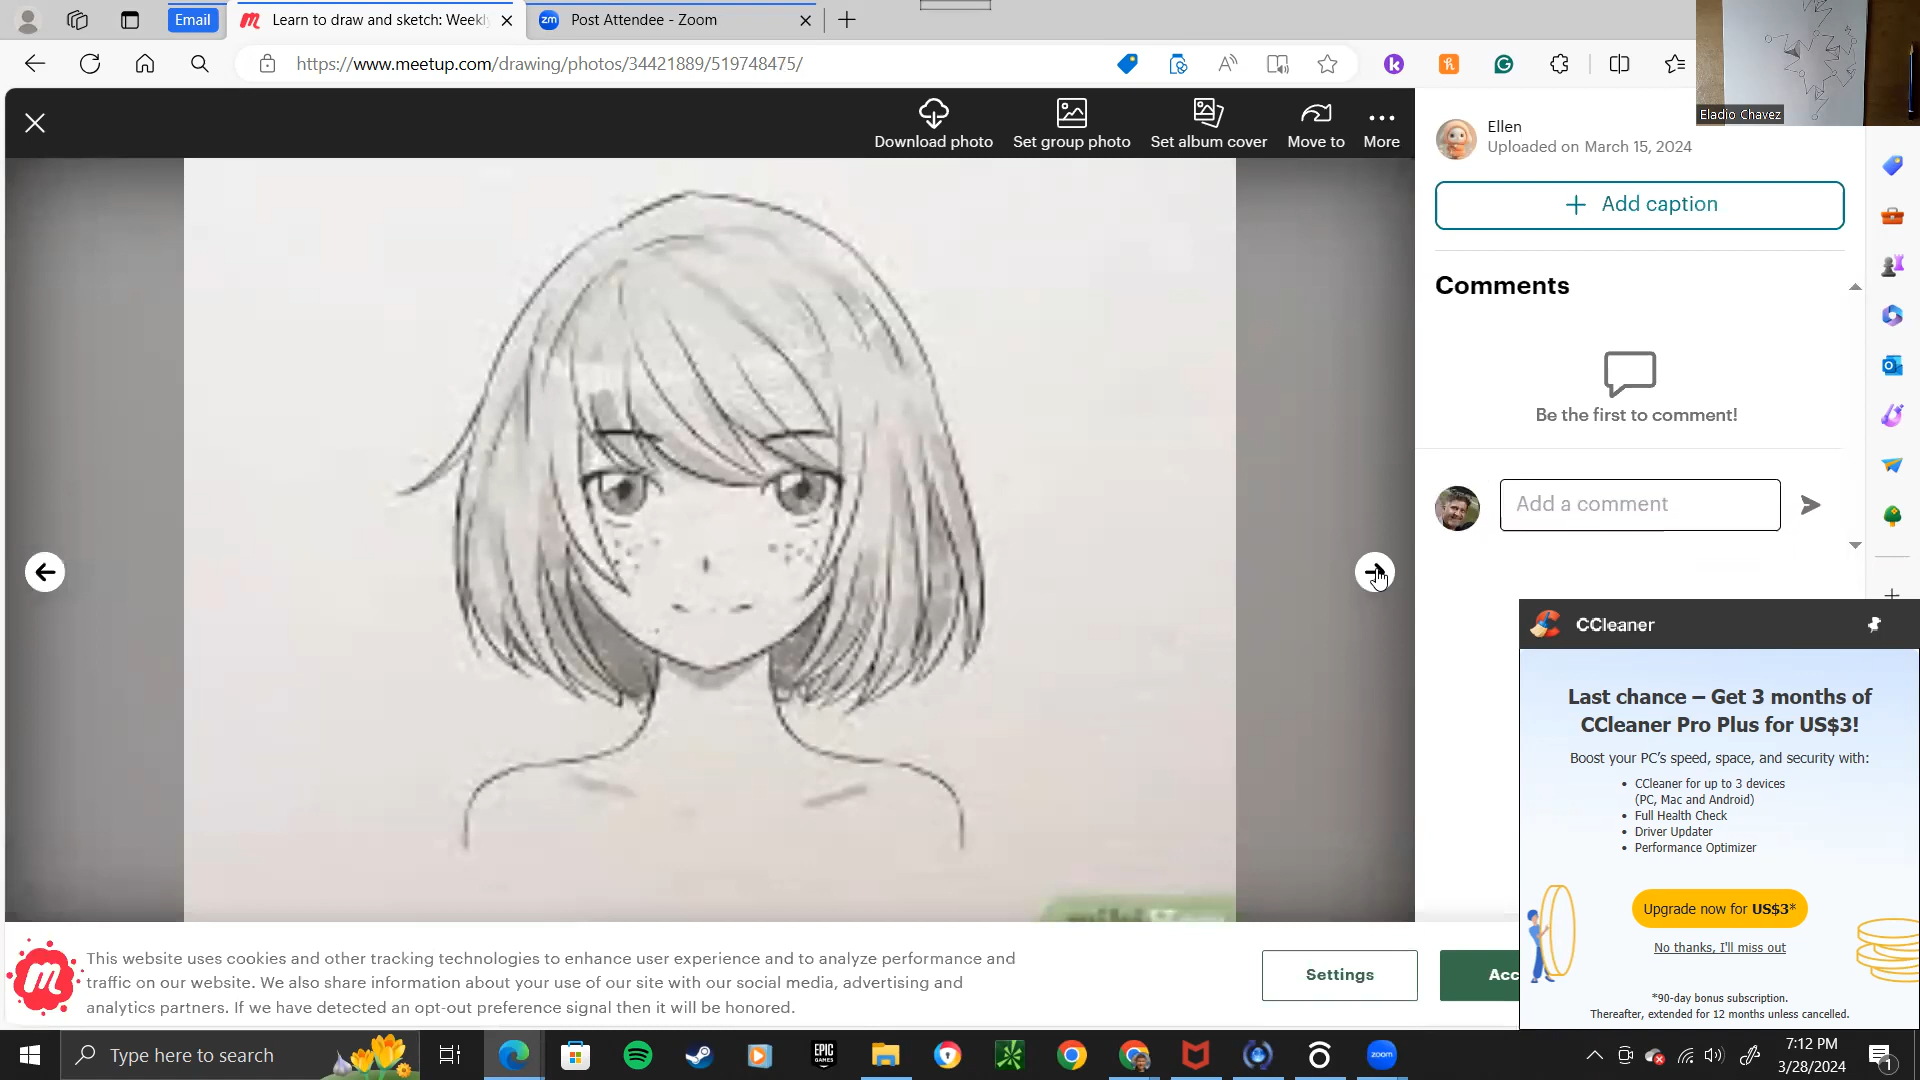 Email
Learn to draw and sketch: Weekly
zm
Post Attendee - Zoom
https://www.meetup.com/drawing/photos/34421889/519748475/
Eladio Chavez
Download photo
Set group photo
Set album cover
Move to
More
Ellen
Uploaded on March 15, 2024
+ Add caption
Comments
Be the first to comment!
Add a comment
CCleaner
Last chance – Get 3 months of
CCleaner Pro Plus for US$3!
Boost your PC's speed, space, and security with:
• CCleaner for up to 3 devices
(PC, Mac and Android)
• Full Health Check
• Driver Updater
• Performance Optimizer
Upgrade now for US$3*
No thanks, I'll miss out
*90-day bonus subscription.
Thereafter, extended for 12 months unless cancelled.
This website uses cookies and other tracking technologies to enhance user experience and to analyze performance and
traffic on our website. We also share information about your use of our site with our social media, advertising and
analytics partners. If we have detected an opt-out preference signal then it will be honored.
Settings
Acc
Type here to search
EPIC
GAMES
zoom
7:12 PM
3/28/2024
1